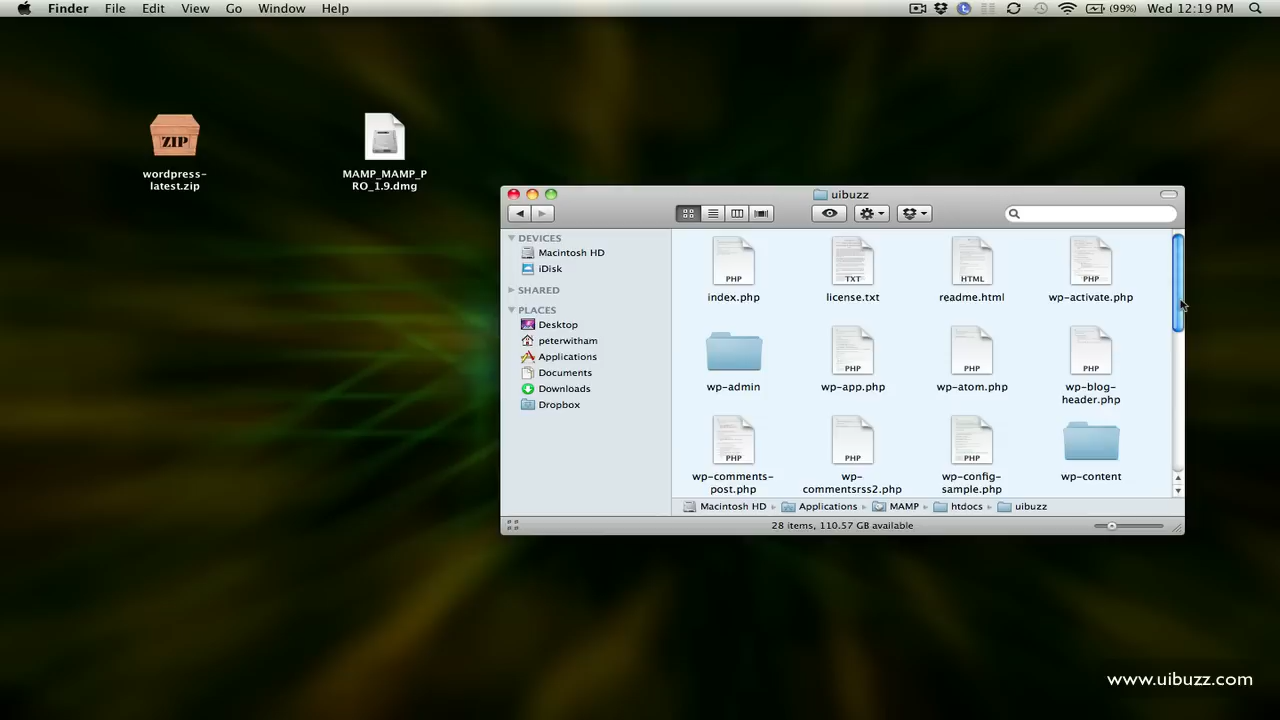 Finder File Edit View Go Window Help (99%) Wed 12:19 PM
ZIP
wordpress-
latest.zip
MAMP_MAMP_P
RO_1.9.dmg
uibuzz
DEVICES
Macintosh HD
iDisk
SHARED
PLACES
Desktop
peterwitham
Applications
Documents
Downloads
Dropbox
PHP TXT HTML PHP
index.php license.txt readme.html wp-activate.php
PHP PHP PHP
wp-admin wp-app.php wp-atom.php wp-blog-
header.php
PHP PHP PHP
wp-comments- wp- wp-config- wp-content
post.php commentsrss2.php sample.php
Macintosh HD Applications MAMP htdocs uibuzz
28 items, 110.57 GB available
www.uibuzz.com